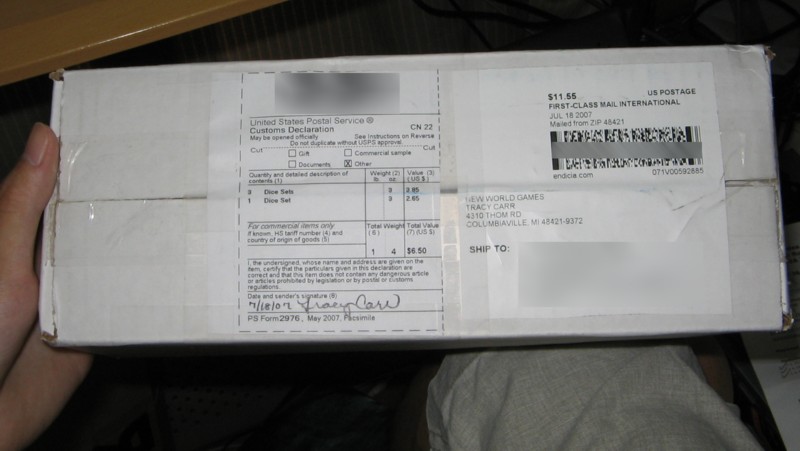 United States Postal Service ®
Customs Declaration CN 22
May be opened officially See Instructions on Reverse
Do not duplicate without USPS approval.
Cut Cut
Gift Commercial sample
Documents X Other
Quantity and detailed description of contents (1) Weight (2) lb oz Value (3) (US $)
3 Dice Sets 3 3.85
1 Dice Set 3 2.65
For commercial items only
If known, HS tariff number (4) and
country of origin of goods (5)
Total Weight (6) Total Value (7) (US $)
1 4 $6.50
I, the undersigned, whose name and address are given on the
item, certify that the particulars given in this declaration are
correct and that this item does not contain any dangerous article
or articles prohibited by legislation or by postal or customs
regulations.
Date and sender's signature (8)
7/18/07 Tracy Carr
PS Form 2976, May 2007, Facsimile
$11.55 US POSTAGE
FIRST-CLASS MAIL INTERNATIONAL
JUL 18 2007
Mailed from ZIP 48421
endicia.com 071V00592885
NEW WORLD GAMES
TRACY CARR
4310 THOM RD
COLUMBIAVILLE, MI 48421-9372
SHIP TO: